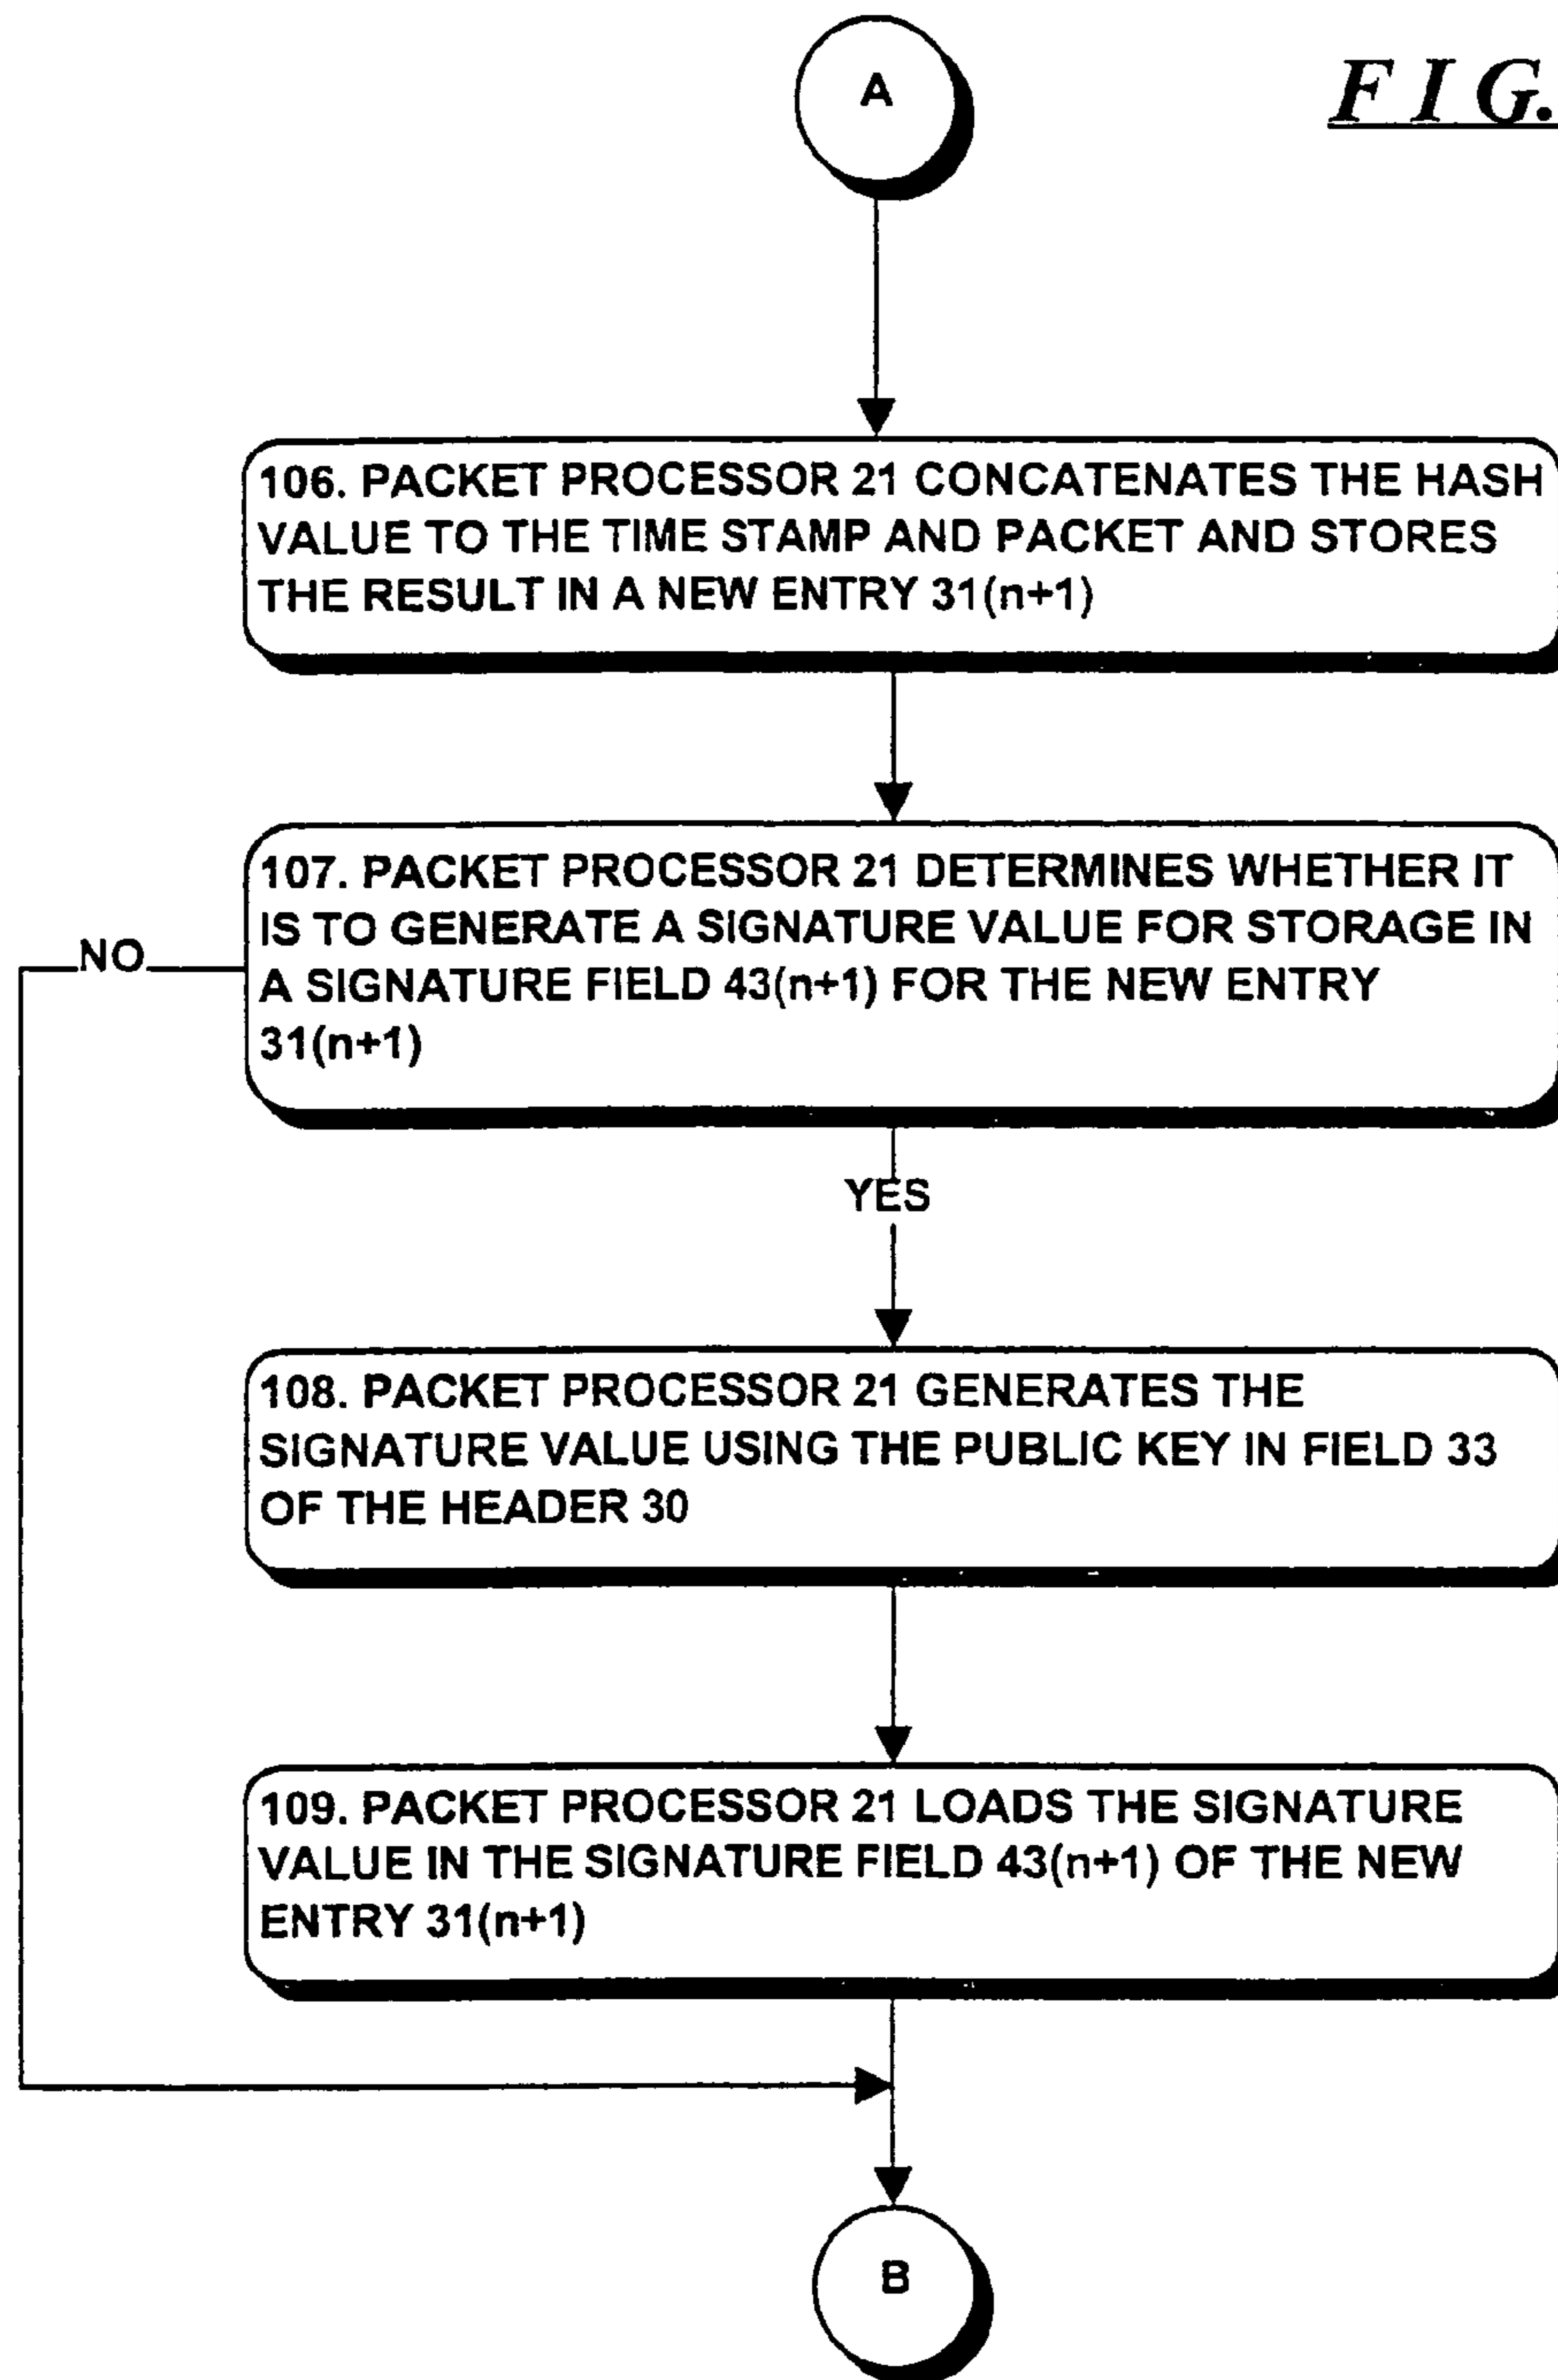 A
F I G.
106. PACKET PROCESSOR 21 CONCATENATES THE HASH
VALUE TO THE TIME STAMP AND PACKET AND STORES
THE RESULT IN A NEW ENTRY 31(n+1)
107. PACKET PROCESSOR 21 DETERMINES WHETHER IT
IS TO GENERATE A SIGNATURE VALUE FOR STORAGE IN
A SIGNATURE FIELD 43(n+1) FOR THE NEW ENTRY
31(n+1)
NO
YES
108. PACKET PROCESSOR 21 GENERATES THE
SIGNATURE VALUE USING THE PUBLIC KEY IN FIELD 33
OF THE HEADER 30
109. PACKET PROCESSOR 21 LOADS THE SIGNATURE
VALUE IN THE SIGNATURE FIELD 43(n+1) OF THE NEW
ENTRY 31(n+1)
B